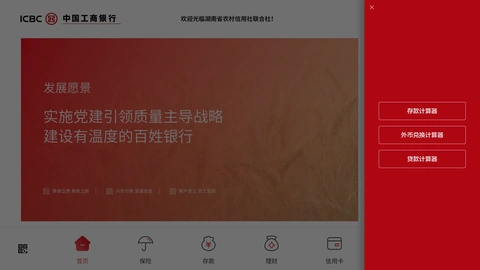 ICBC 中国工商银行
欢迎光临湖南省农村信用社联合社!
发展愿景
实施党建引领质量主导战略
建设有温度的百姓银行
存款计算器
外币兑换计算器
贷款计算器
首页
保险
存款
理财
信用卡